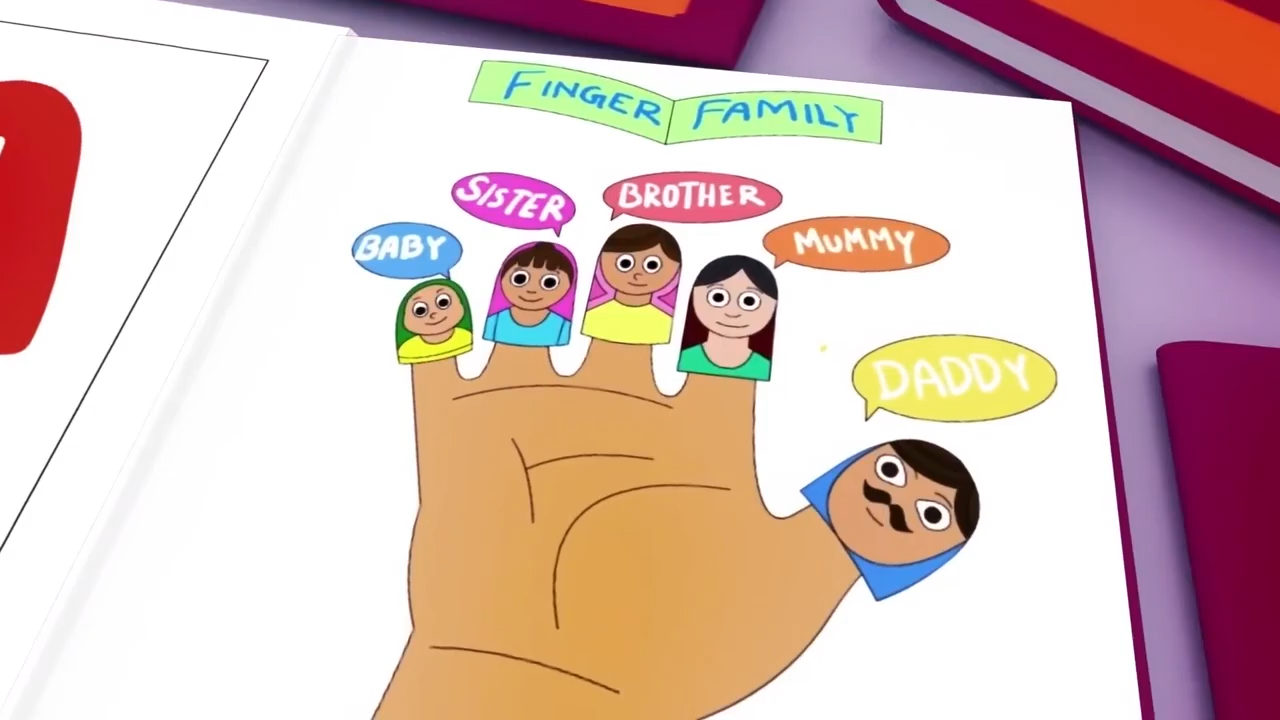 FINGER FAMILY
SISTER
BROTHER
BABY
MUMMY
DADDY